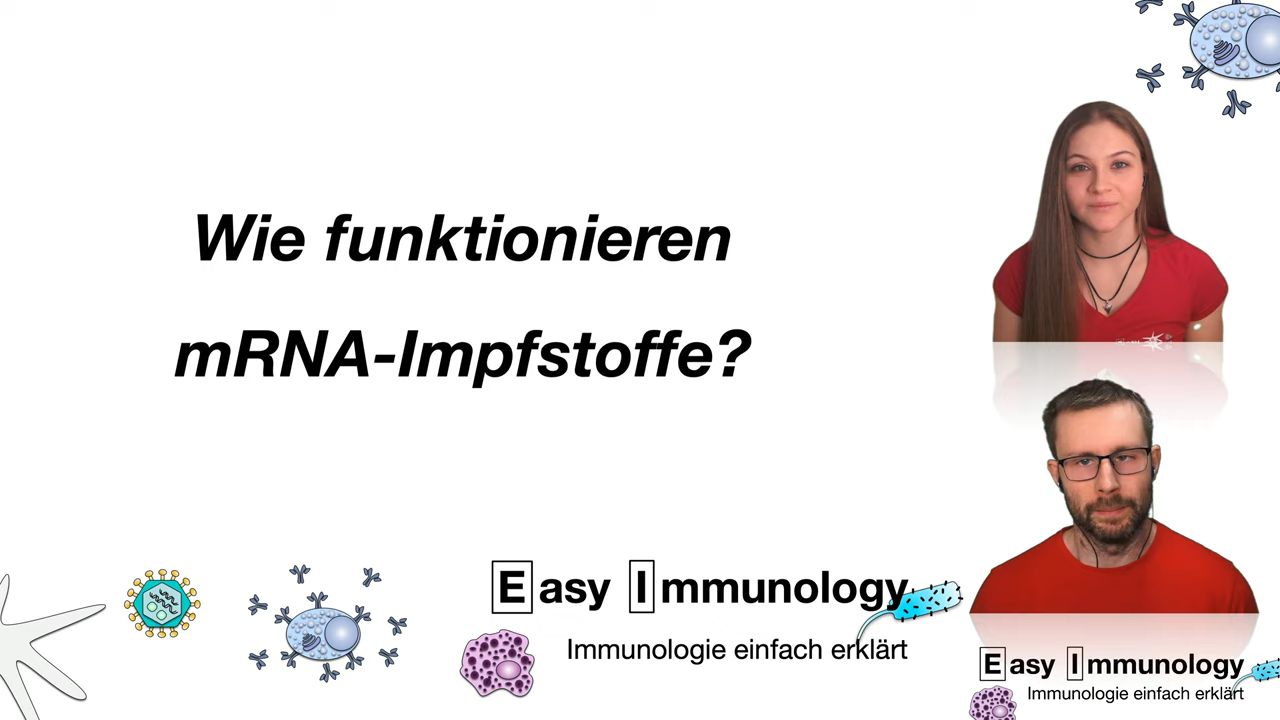 Wie funktionieren
mRNA-Impfstoffe?
Easy Immunology
Immunologie einfach erklärt
Easy Immunology
Immunologie einfach erklärt